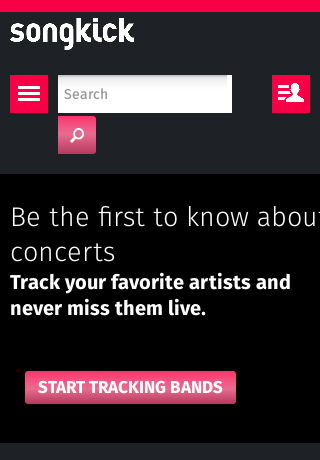 songkick
Search
Be the first to know about
concerts
Track your favorite artists and
never miss them live.
START TRACKING BANDS